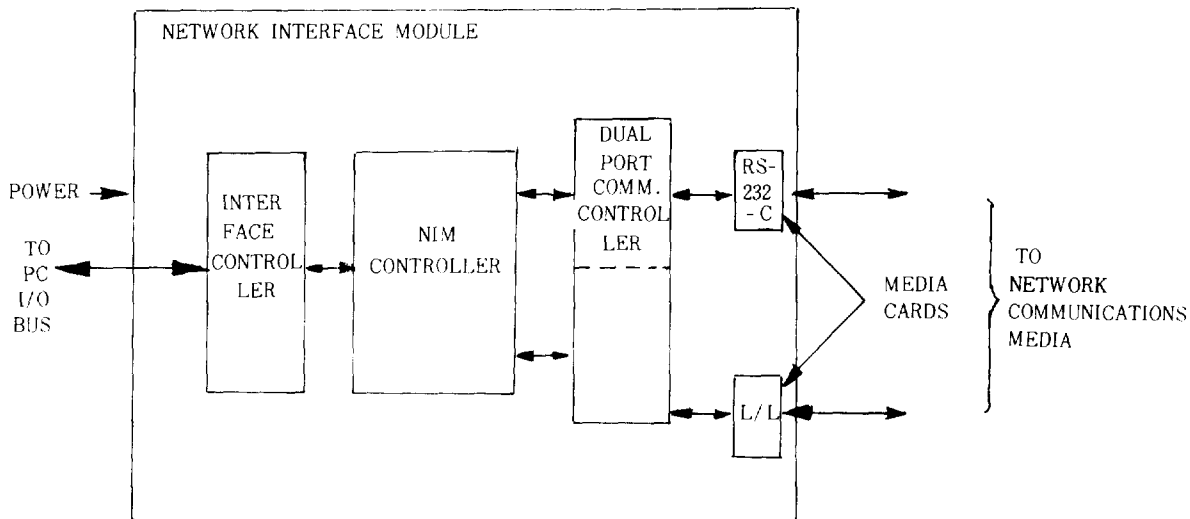 NETWORK INTERFACE MODULE
POWER
TO
PC
I/O
BUS
INTER
FACE
CONTROL
LER
NIM
CONTROLLER
DUAL
PORT
COMM.
CONTROL
LER
RS-
232
-C
L/L
MEDIA
CARDS
TO
NETWORK
COMMUNICATIONS
MEDIA